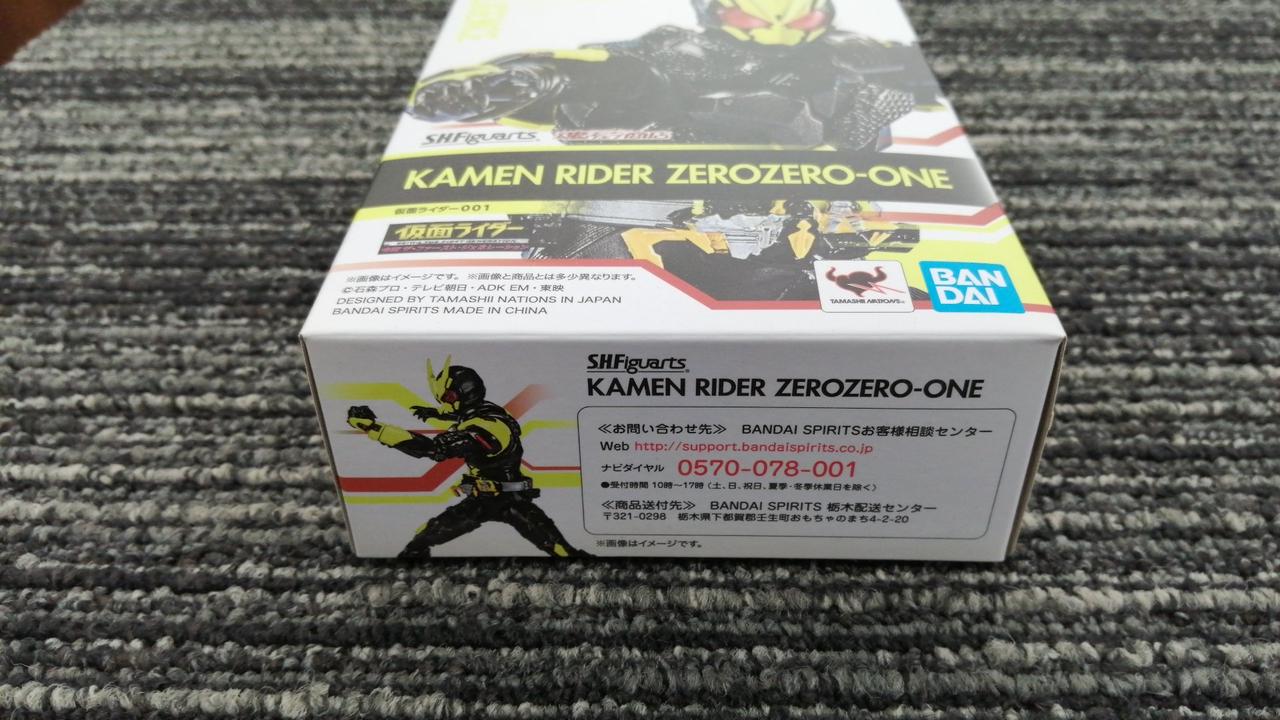 S.H.Figuarts
KAMEN RIDER ZEROZERO-ONE
仮面ライダー001
仮面ライダー
※画像はイメージです。 ※画像と商品とは多少異なります。
©石森プロ・テレビ朝日・ADK EM・東映
DESIGNED BY TAMASHII NATIONS IN JAPAN
BANDAI SPIRITS MADE IN CHINA
TAMASHII NATIONS
BAN
DAI
S.H.Figuarts
KAMEN RIDER ZEROZERO-ONE
≪お問い合わせ先≫ BANDAI SPIRITSお客様相談センター
Web http://support.bandaispirits.co.jp
ナビダイヤル 0570-078-001
●受付時間 10時〜17時 (土、日、祝日、夏季・冬季休業日を除く)
≪商品送付先≫ BANDAI SPIRITS 栃木配送センター
〒321-0298 栃木県下都賀郡壬生町おもちゃのまち4-2-20
※画像はイメージです。